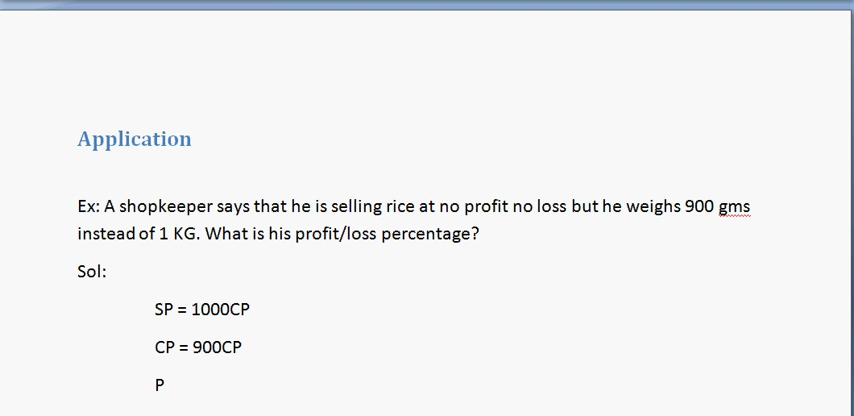 Application
Ex: A shopkeeper says that he is selling rice at no profit no loss but he weighs 900 gms
instead of 1 KG. What is his profit/loss percentage?
Sol:
SP = 1000CP
CP = 900CP
P